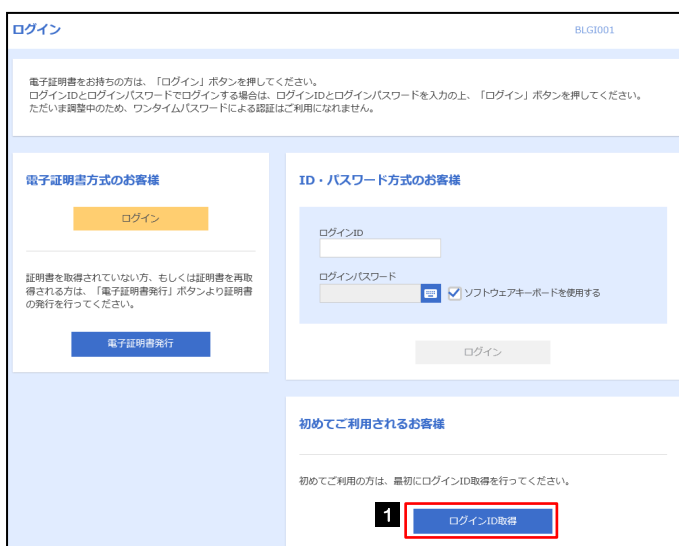 ログイン
BLGI001
電子証明書をお持ちの方は、「ログイン」ボタンを押してください。
ログインIDとログインパスワードでログインする場合は、ログインIDとログインパスワードを入力の上、「ログイン」ボタンを押してください。
ただいま調整中のため、ワンタイムパスワードによる認証はご利用になれません。
電子証明書方式のお客様
ログイン
証明書を取得されていない方、もしくは証明書を再取
得される方は、「電子証明書発行」ボタンより証明書
の発行を行ってください。
電子証明書発行
ID・パスワード方式のお客様
ログインID
ログインパスワード
ソフトウェアキーボードを使用する
ログイン
初めてご利用されるお客様
初めてご利用の方は、最初にログインID取得を行ってください。
1
ログインID取得